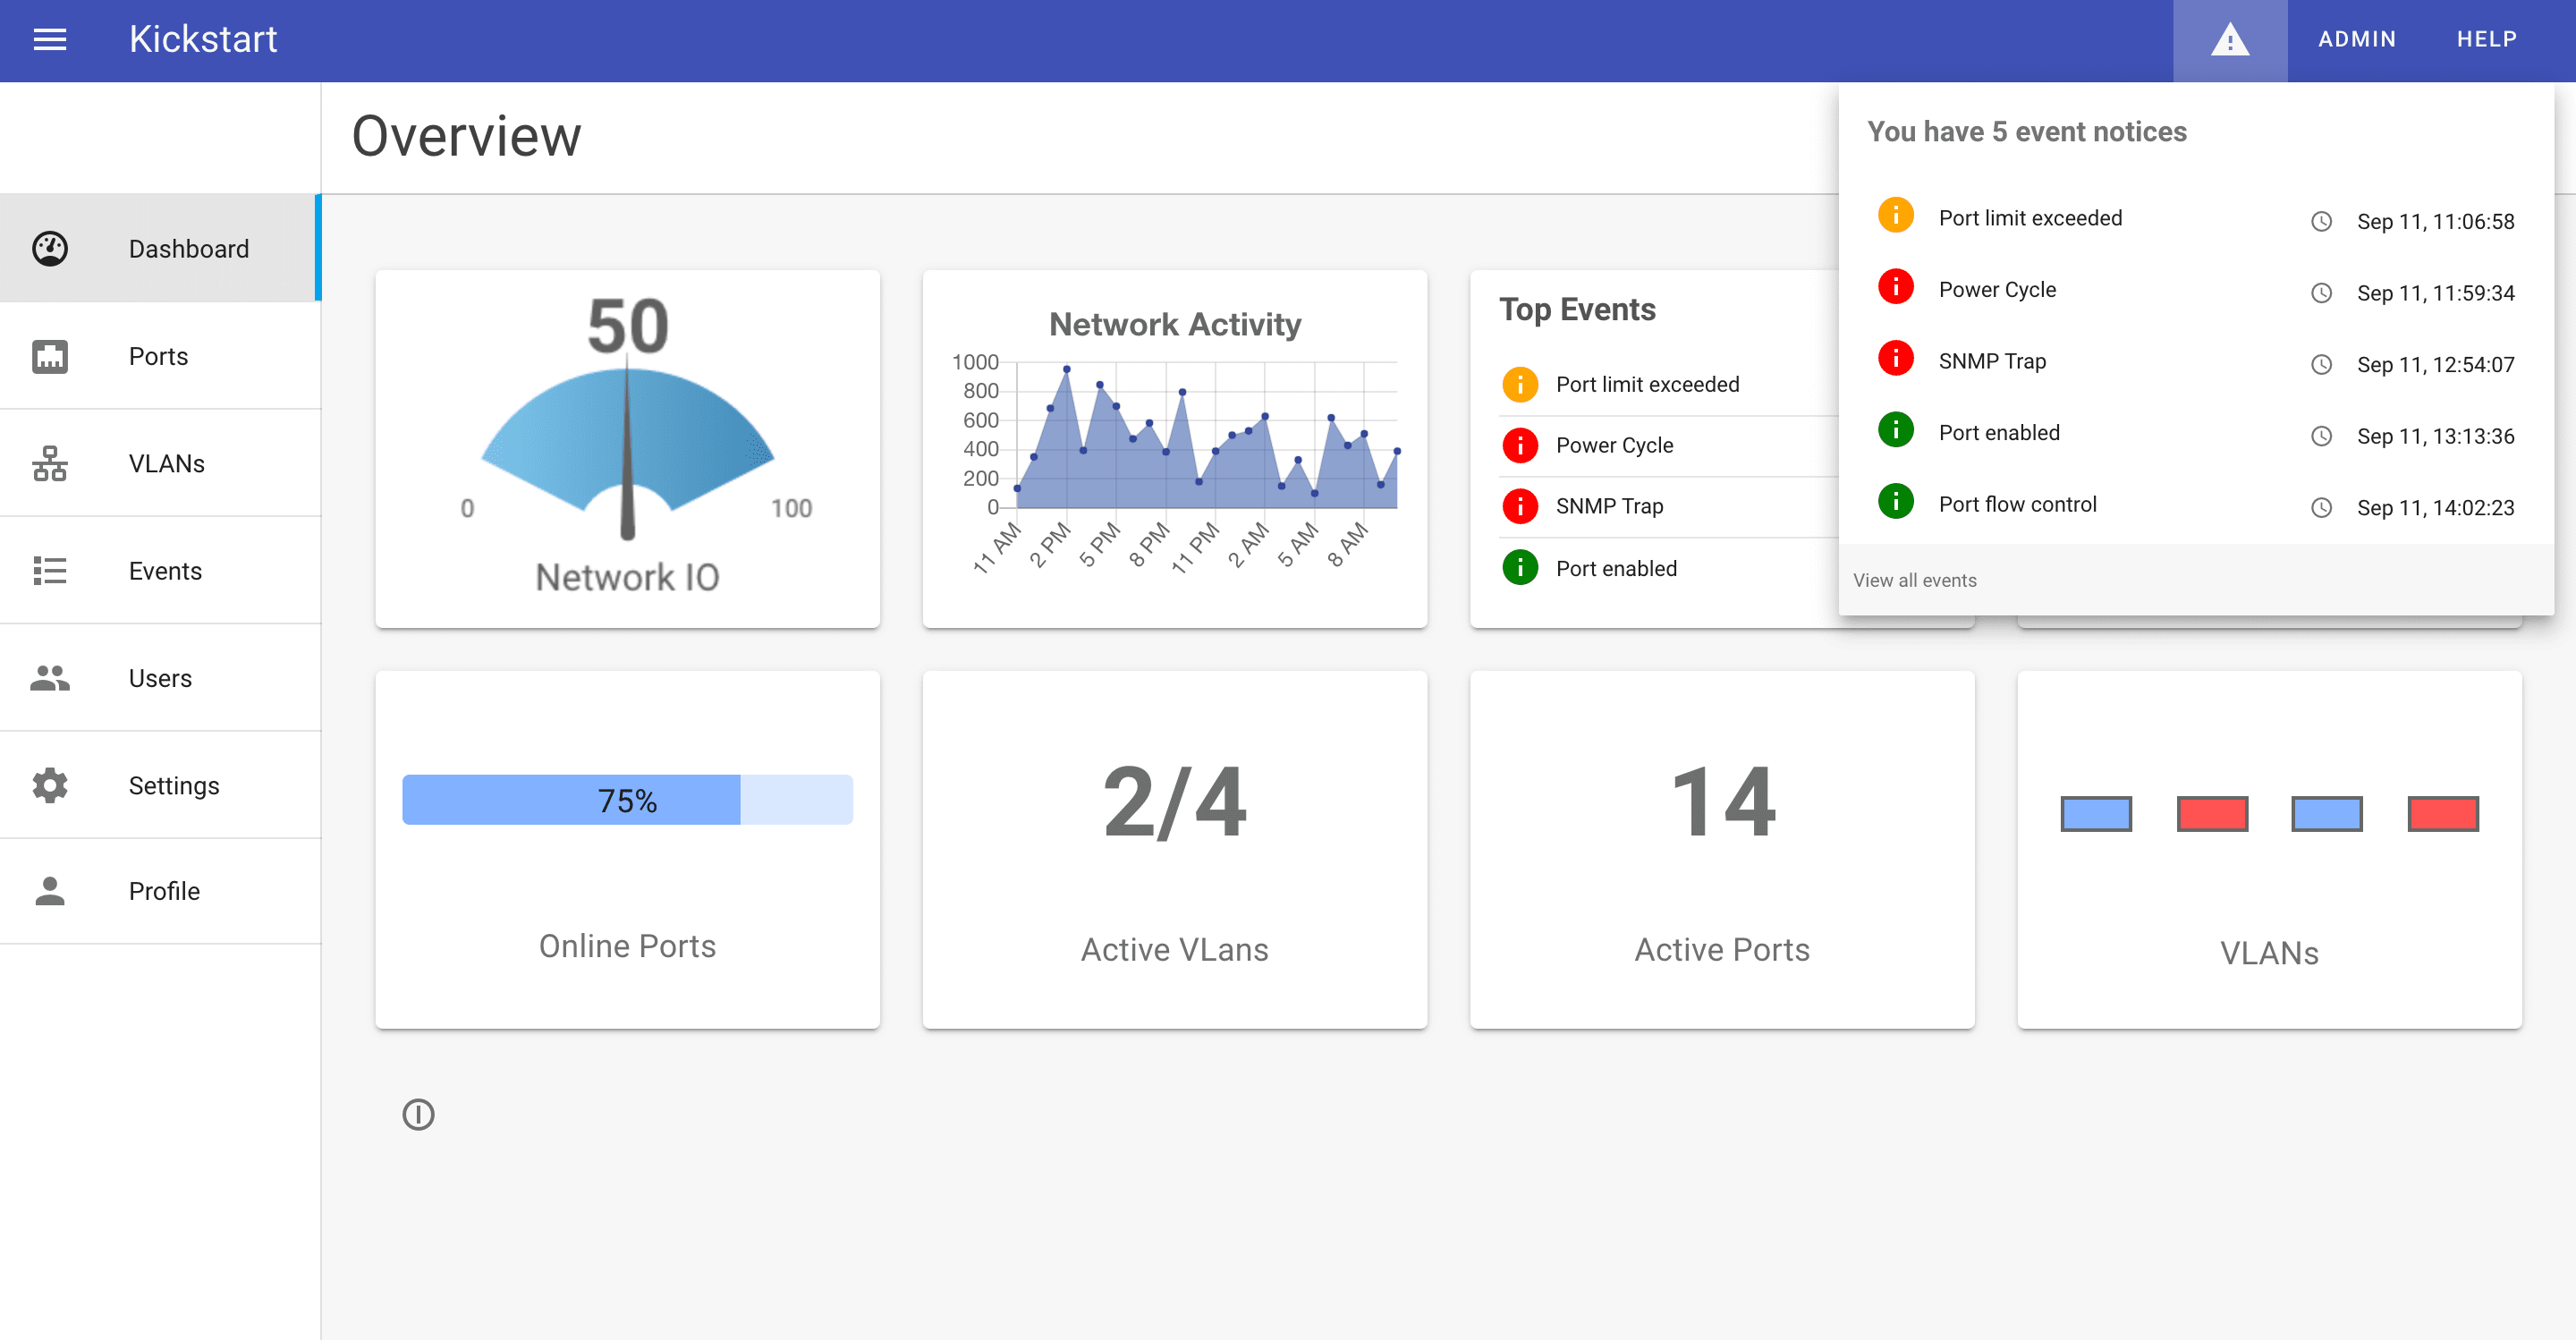 Kickstart
ADMIN
HELP
Overview
You have 5 event notices
Port limit exceeded
Sep 11, 11:06:58
Power Cycle
Sep 11, 11:59:34
SNMP Trap
Sep 11, 12:54:07
Port enabled
Sep 11, 13:13:36
Port flow control
Sep 11, 14:02:23
View all events
Dashboard
Ports
VLANs
Events
Users
Settings
Profile
50
0
100
Network IO
Network Activity
1000
800
600
400
200
0
11 AM
2 PM
5 PM
8 PM
11 PM
2 AM
5 AM
8 AM
Top Events
Port limit exceeded
Power Cycle
SNMP Trap
Port enabled
75%
Online Ports
2/4
Active VLans
14
Active Ports
VLANs